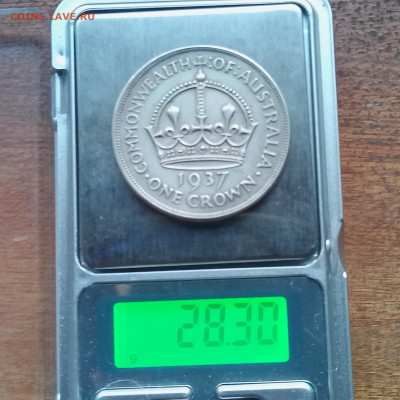 COINS.LAVE.RU
· COMMONWEALTH OF AUSTRALIA ·
1937
ONE CROWN
28.30
g